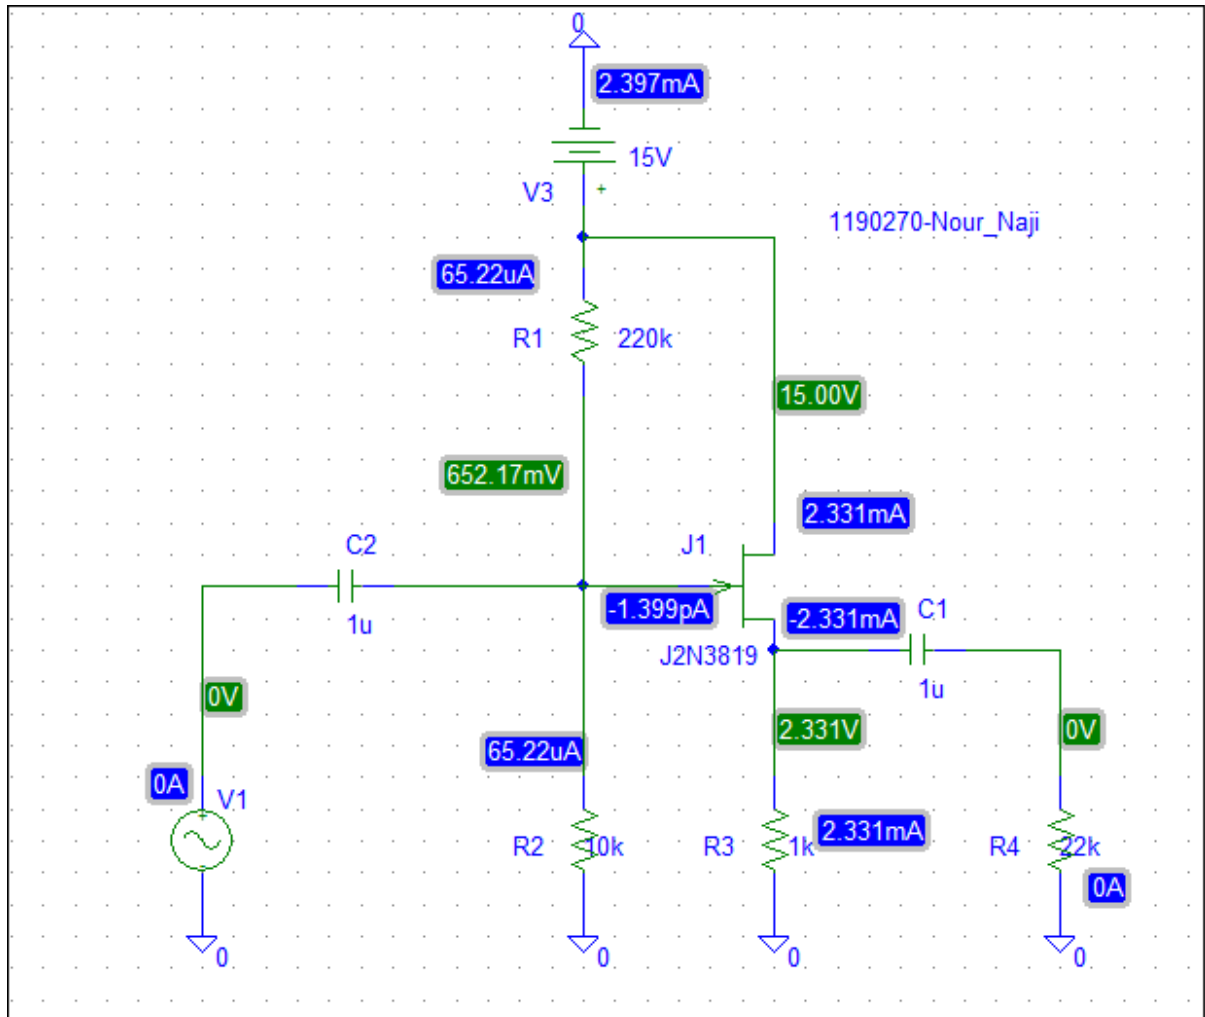 0
2.397mA
15V
V3
+
1190270-Nour_Naji
65.22uA
R1
220k
15.00V
652.17mV
2.331mA
C2
J1
-1.399pA
-2.331mA
C1
1u
J2N3819
1u
0V
2.331V
0V
65.22uA
0A
V1
+
R2
10k
R3
1k
2.331mA
R4
22k
0A
0
0
0
0